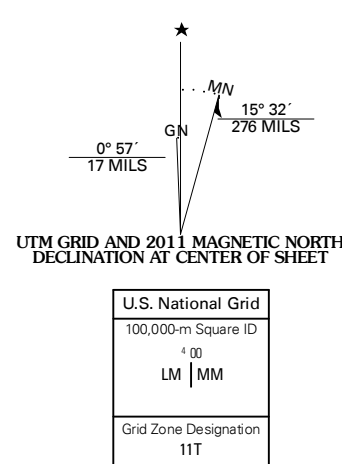 ★
MN
15° 32´
276 MILS
GN
0° 57´
17 MILS
UTM GRID AND 2011 MAGNETIC NORTH
DECLINATION AT CENTER OF SHEET
U.S. National Grid
100,000-m Square ID
4 00
LM | MM
Grid Zone Designation
11T